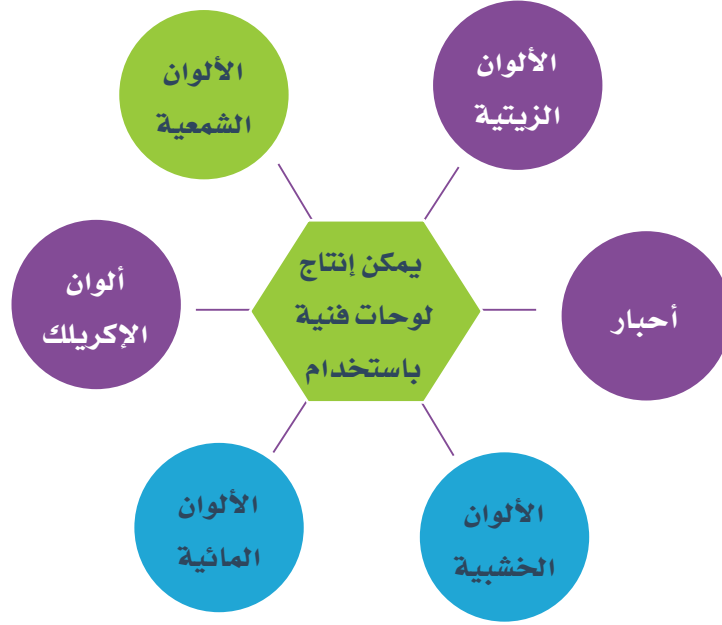 الألوان
الزيتية
الألوان
الشمعية
يمكن إنتاج
لوحات فنية
باستخدام
أحبار
ألوان
الإكريلك
الألوان
الخشبية
الألوان
المائية